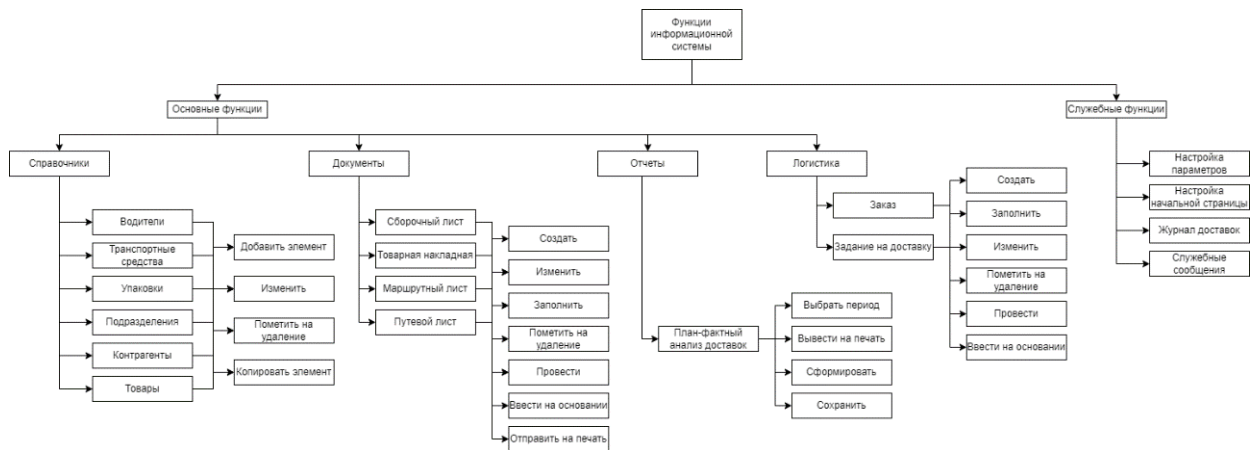 Функции
информационной
системы
Основные функции
Служебные функции
Справочники
Документы
Отчеты
Логистика
Водители
Транспортные
средства
Упаковки
Подразделения
Контрагенты
Товары
Добавить элемент
Изменить
Пометить на
удаление
Копировать элемент
Сборочный лист
Товарная накладная
Маршрутный лист
Путевой лист
Создать
Изменить
Заполнить
Пометить на
удаление
Провести
Ввести на основании
Отправить на печать
План-фактный
анализ доставок
Выбрать период
Вывести на печать
Сформировать
Сохранить
Заказ
Задание на доставку
Создать
Заполнить
Изменить
Пометить на
удаление
Провести
Ввести на основании
Настройка
параметров
Настройка
начальной страницы
Журнал доставок
Служебные
сообщения